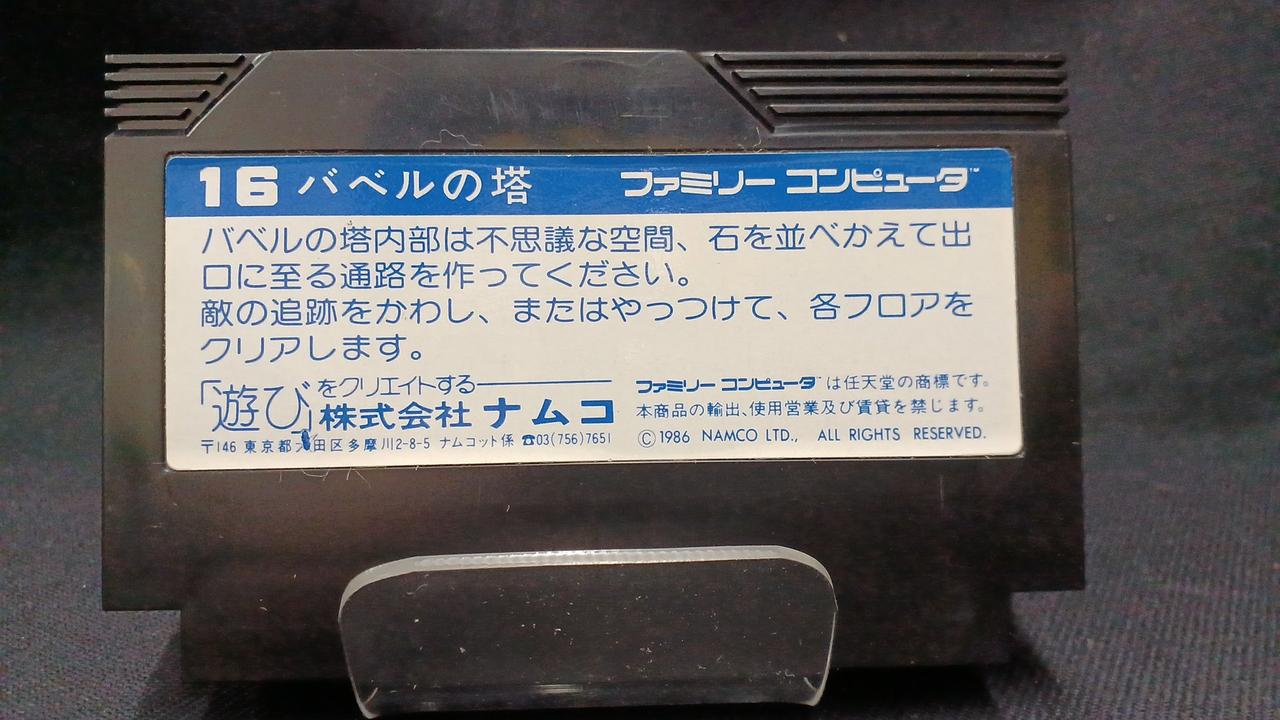 16 バベルの塔 ファミリー コンピュータ™
バベルの塔内部は不思議な空間、石を並べかえて出
口に至る通路を作ってください。
敵の追跡をかわし、またはやっつけて、各フロアを
クリアします。
「遊び」をクリエイトする
株式会社 ナムコ
〒146 東京都大田区多摩川2-8-5 ナムコット係 ☎03(756)7651
ファミリー コンピュータ™は任天堂の商標です。
本商品の輸出、使用営業及び賃貸を禁じます。
©1986 NAMCO LTD., ALL RIGHTS RESERVED.